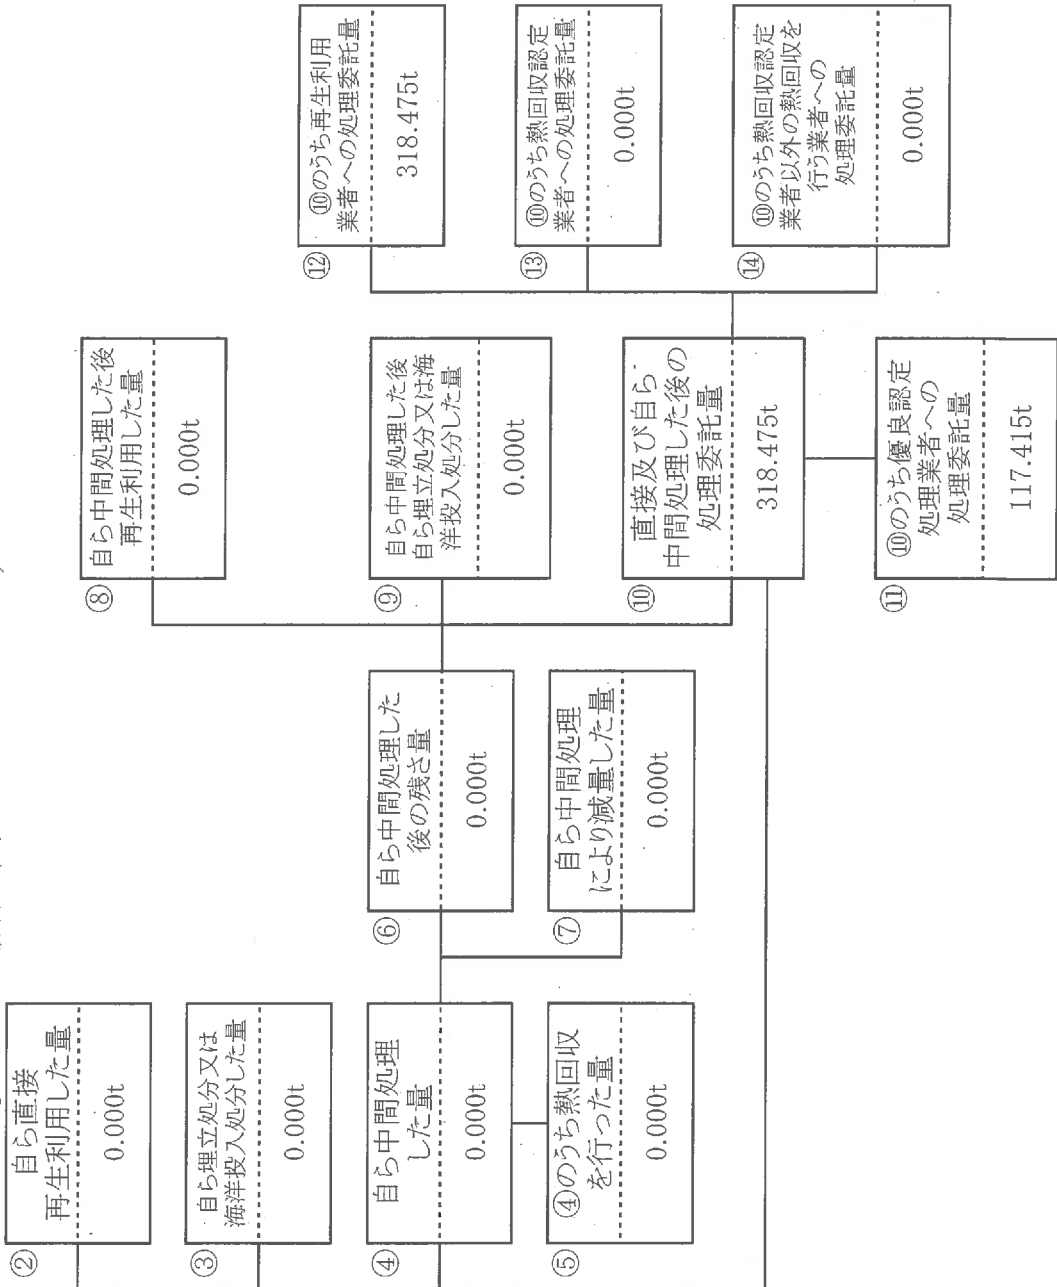 ②
自ら直接
再生利用した量
0.000t
③
自ら埋立処分又は
海洋投入処分した量
0.000t
④
自ら中間処理
した量
0.000t
⑤
④のうち熱回収
を行った量
0.000t
⑥
自ら中間処理した
後の残さ量
0.000t
⑦
自ら中間処理
により減量した量
0.000t
⑧
自ら中間処理した後
再生利用した量
0.000t
⑨
自ら中間処理した後
自ら埋立処分又は海
洋投入処分した量
0.000t
⑩
直接及び自ら
中間処理した後の
処理委託量
318.475t
⑪
⑩のうち優良認定
処理業者への
処理委託量
117.415t
⑫
⑩のうち再生利用
業者への処理委託量
318.475t
⑬
⑩のうち熱回収認定
業者への処理委託量
0.000t
⑭
⑩のうち熱回収認定
業者以外の熱回収を
行う業者への
処理委託量
0.000t